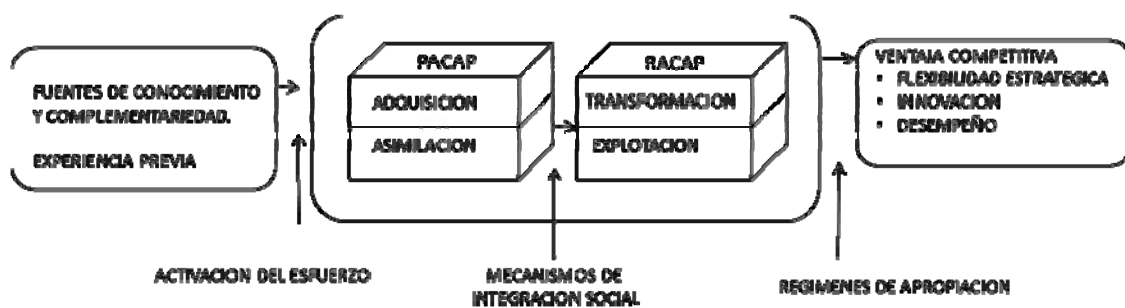 FUENTES DE CONOCIMIENTO
Y COMPLEMENTARIEDAD.
EXPERIENCIA PREVIA
PACAP
ADQUISICION
ASIMILACION
RACAP
TRANSFORMACION
EXPLOTACION
VENTAJA COMPETITIVA
▪ FLEXIBILIDAD ESTRATEGICA
▪ INNOVACION
▪ DESEMPEÑO
ACTIVACION DEL ESFUERZO
MECANISMOS DE
INTEGRACION SOCIAL
REGIMENES DE APROPIACION